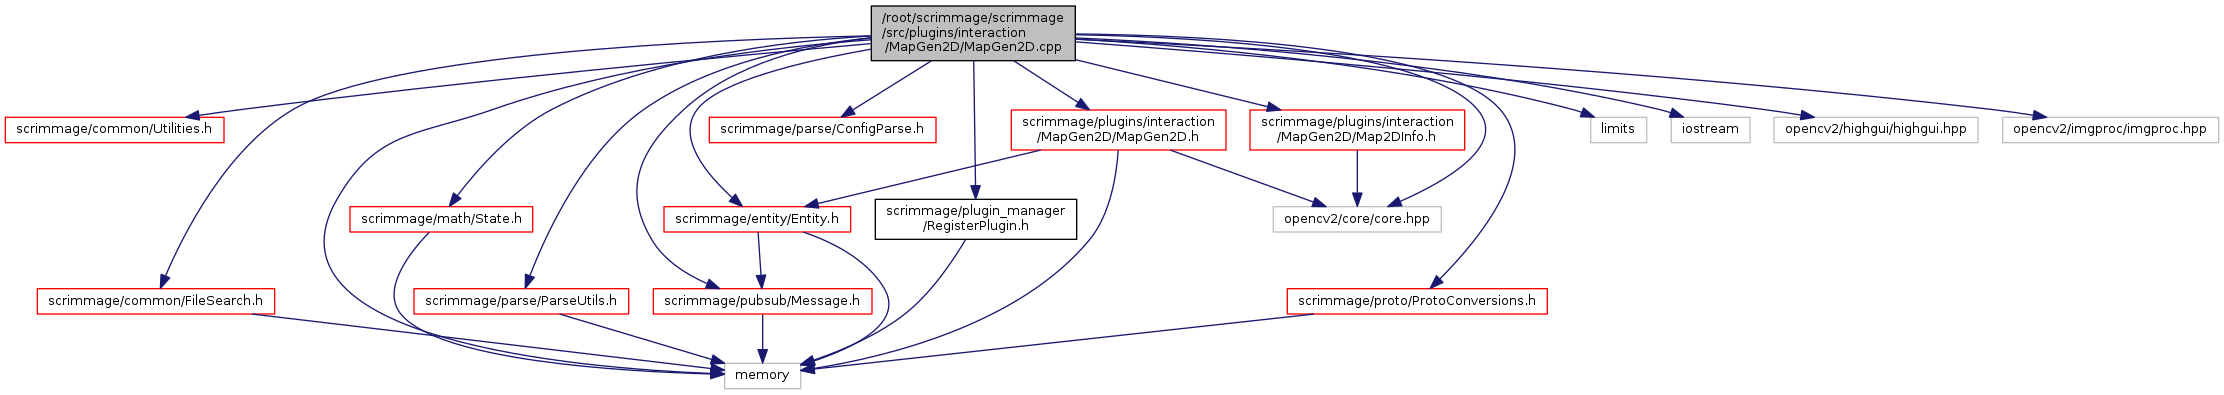 /root/scrimmage/scrimmage
/src/plugins/interaction
/MapGen2D/MapGen2D.cpp
scrimmage/common/Utilities.h
scrimmage/parse/ConfigParse.h
scrimmage/plugins/interaction
/MapGen2D/MapGen2D.h
scrimmage/plugins/interaction
/MapGen2D/Map2DInfo.h
limits
iostream
opencv2/highgui/highgui.hpp
opencv2/imgproc/imgproc.hpp
scrimmage/math/State.h
scrimmage/entity/Entity.h
scrimmage/plugin_manager
/RegisterPlugin.h
opencv2/core/core.hpp
scrimmage/common/FileSearch.h
scrimmage/parse/ParseUtils.h
scrimmage/pubsub/Message.h
scrimmage/proto/ProtoConversions.h
memory